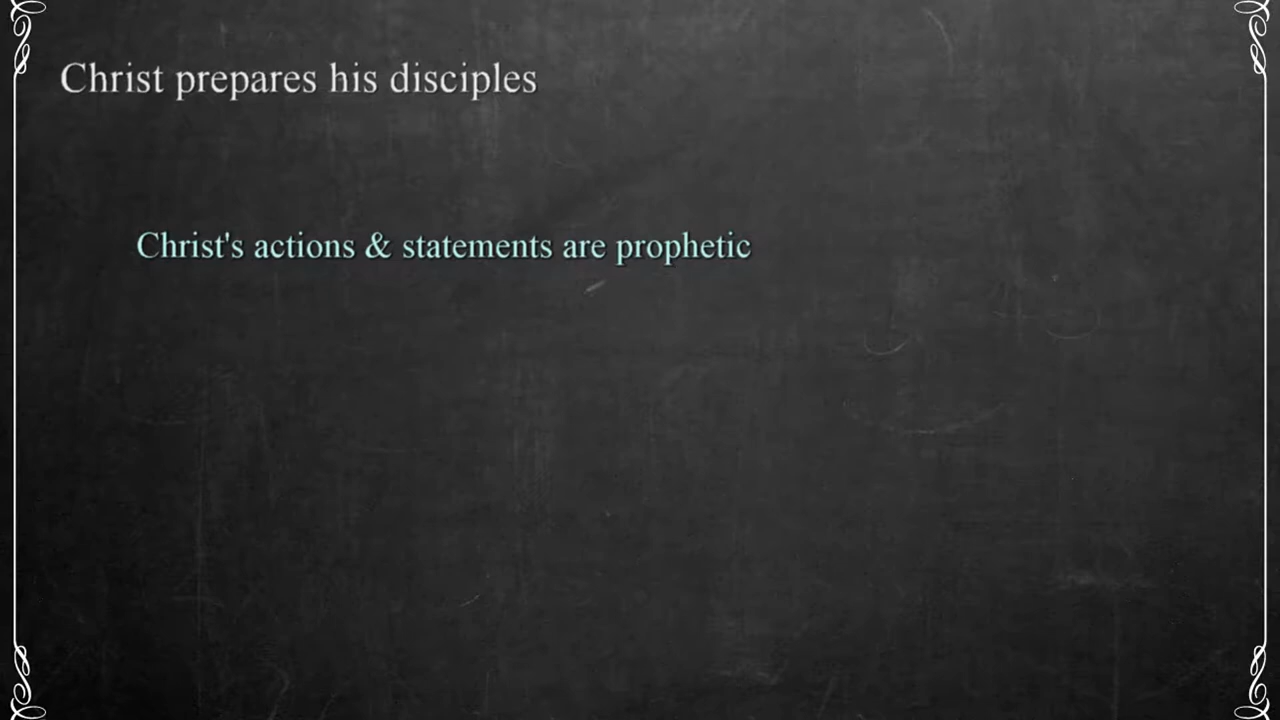 Christ prepares his disciples
Christ's actions & statements are prophetic